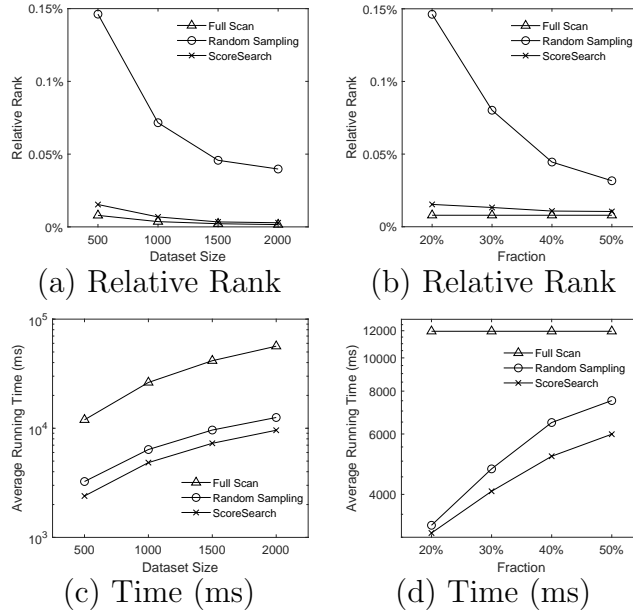 0.15%
0.1%
0.05%
0%
Relative Rank
Full Scan
Random Sampling
ScoreSearch
500 1000 1500 2000
Dataset Size
(a) Relative Rank
0.15%
0.1%
0.05%
0%
Relative Rank
Full Scan
Random Sampling
ScoreSearch
20% 30% 40% 50%
Fraction
(b) Relative Rank
10^5
10^4
10^3
Average Running Time (ms)
Full Scan
Random Sampling
ScoreSearch
500 1000 1500 2000
Dataset Size
(c) Time (ms)
12000
10000
8000
6000
4000
Average Running Time (ms)
Full Scan
Random Sampling
ScoreSearch
20% 30% 40% 50%
Fraction
(d) Time (ms)